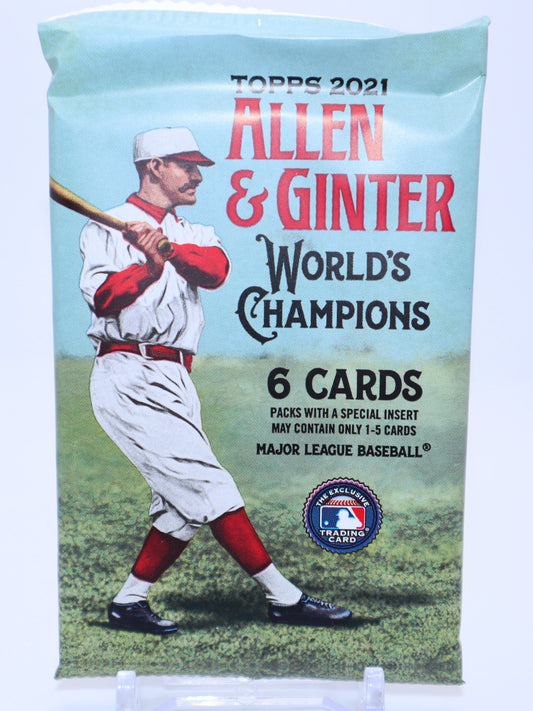 TOPPS 2021
ALLEN
& GINTER
WORLD'S
CHAMPIONS
6 CARDS
PACKS WITH A SPECIAL INSERT
MAY CONTAIN ONLY 1-5 CARDS
MAJOR LEAGUE BASEBALL®
THE EXCLUSIVE
TRADING
CARD